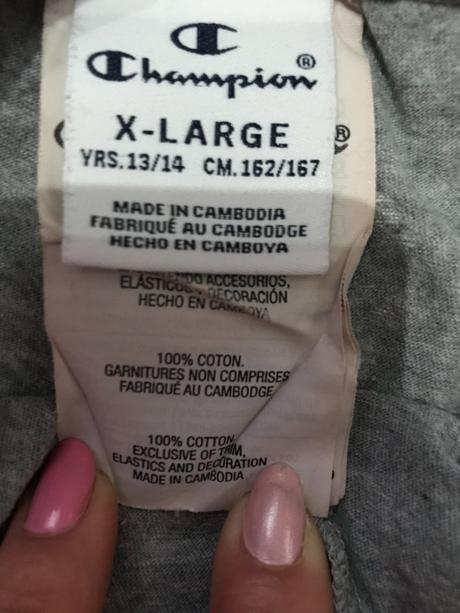 Champion®
X-LARGE
YRS.13/14 CM.162/167
MADE IN CAMBODIA
FABRIQUÉ AU CAMBODGE
HECHO EN CAMBOYA
®
ACCESORIOS,
ELÁSTICOS Y DECORACIÓN
HECHO EN CAMBOYA
100% COTON.
GARNITURES NON COMPRISES
FABRIQUÉ AU CAMBODGE
100% COTTON,
EXCLUSIVE OF TRIM,
ELASTICS AND DECORATION
MADE IN CAMBODIA